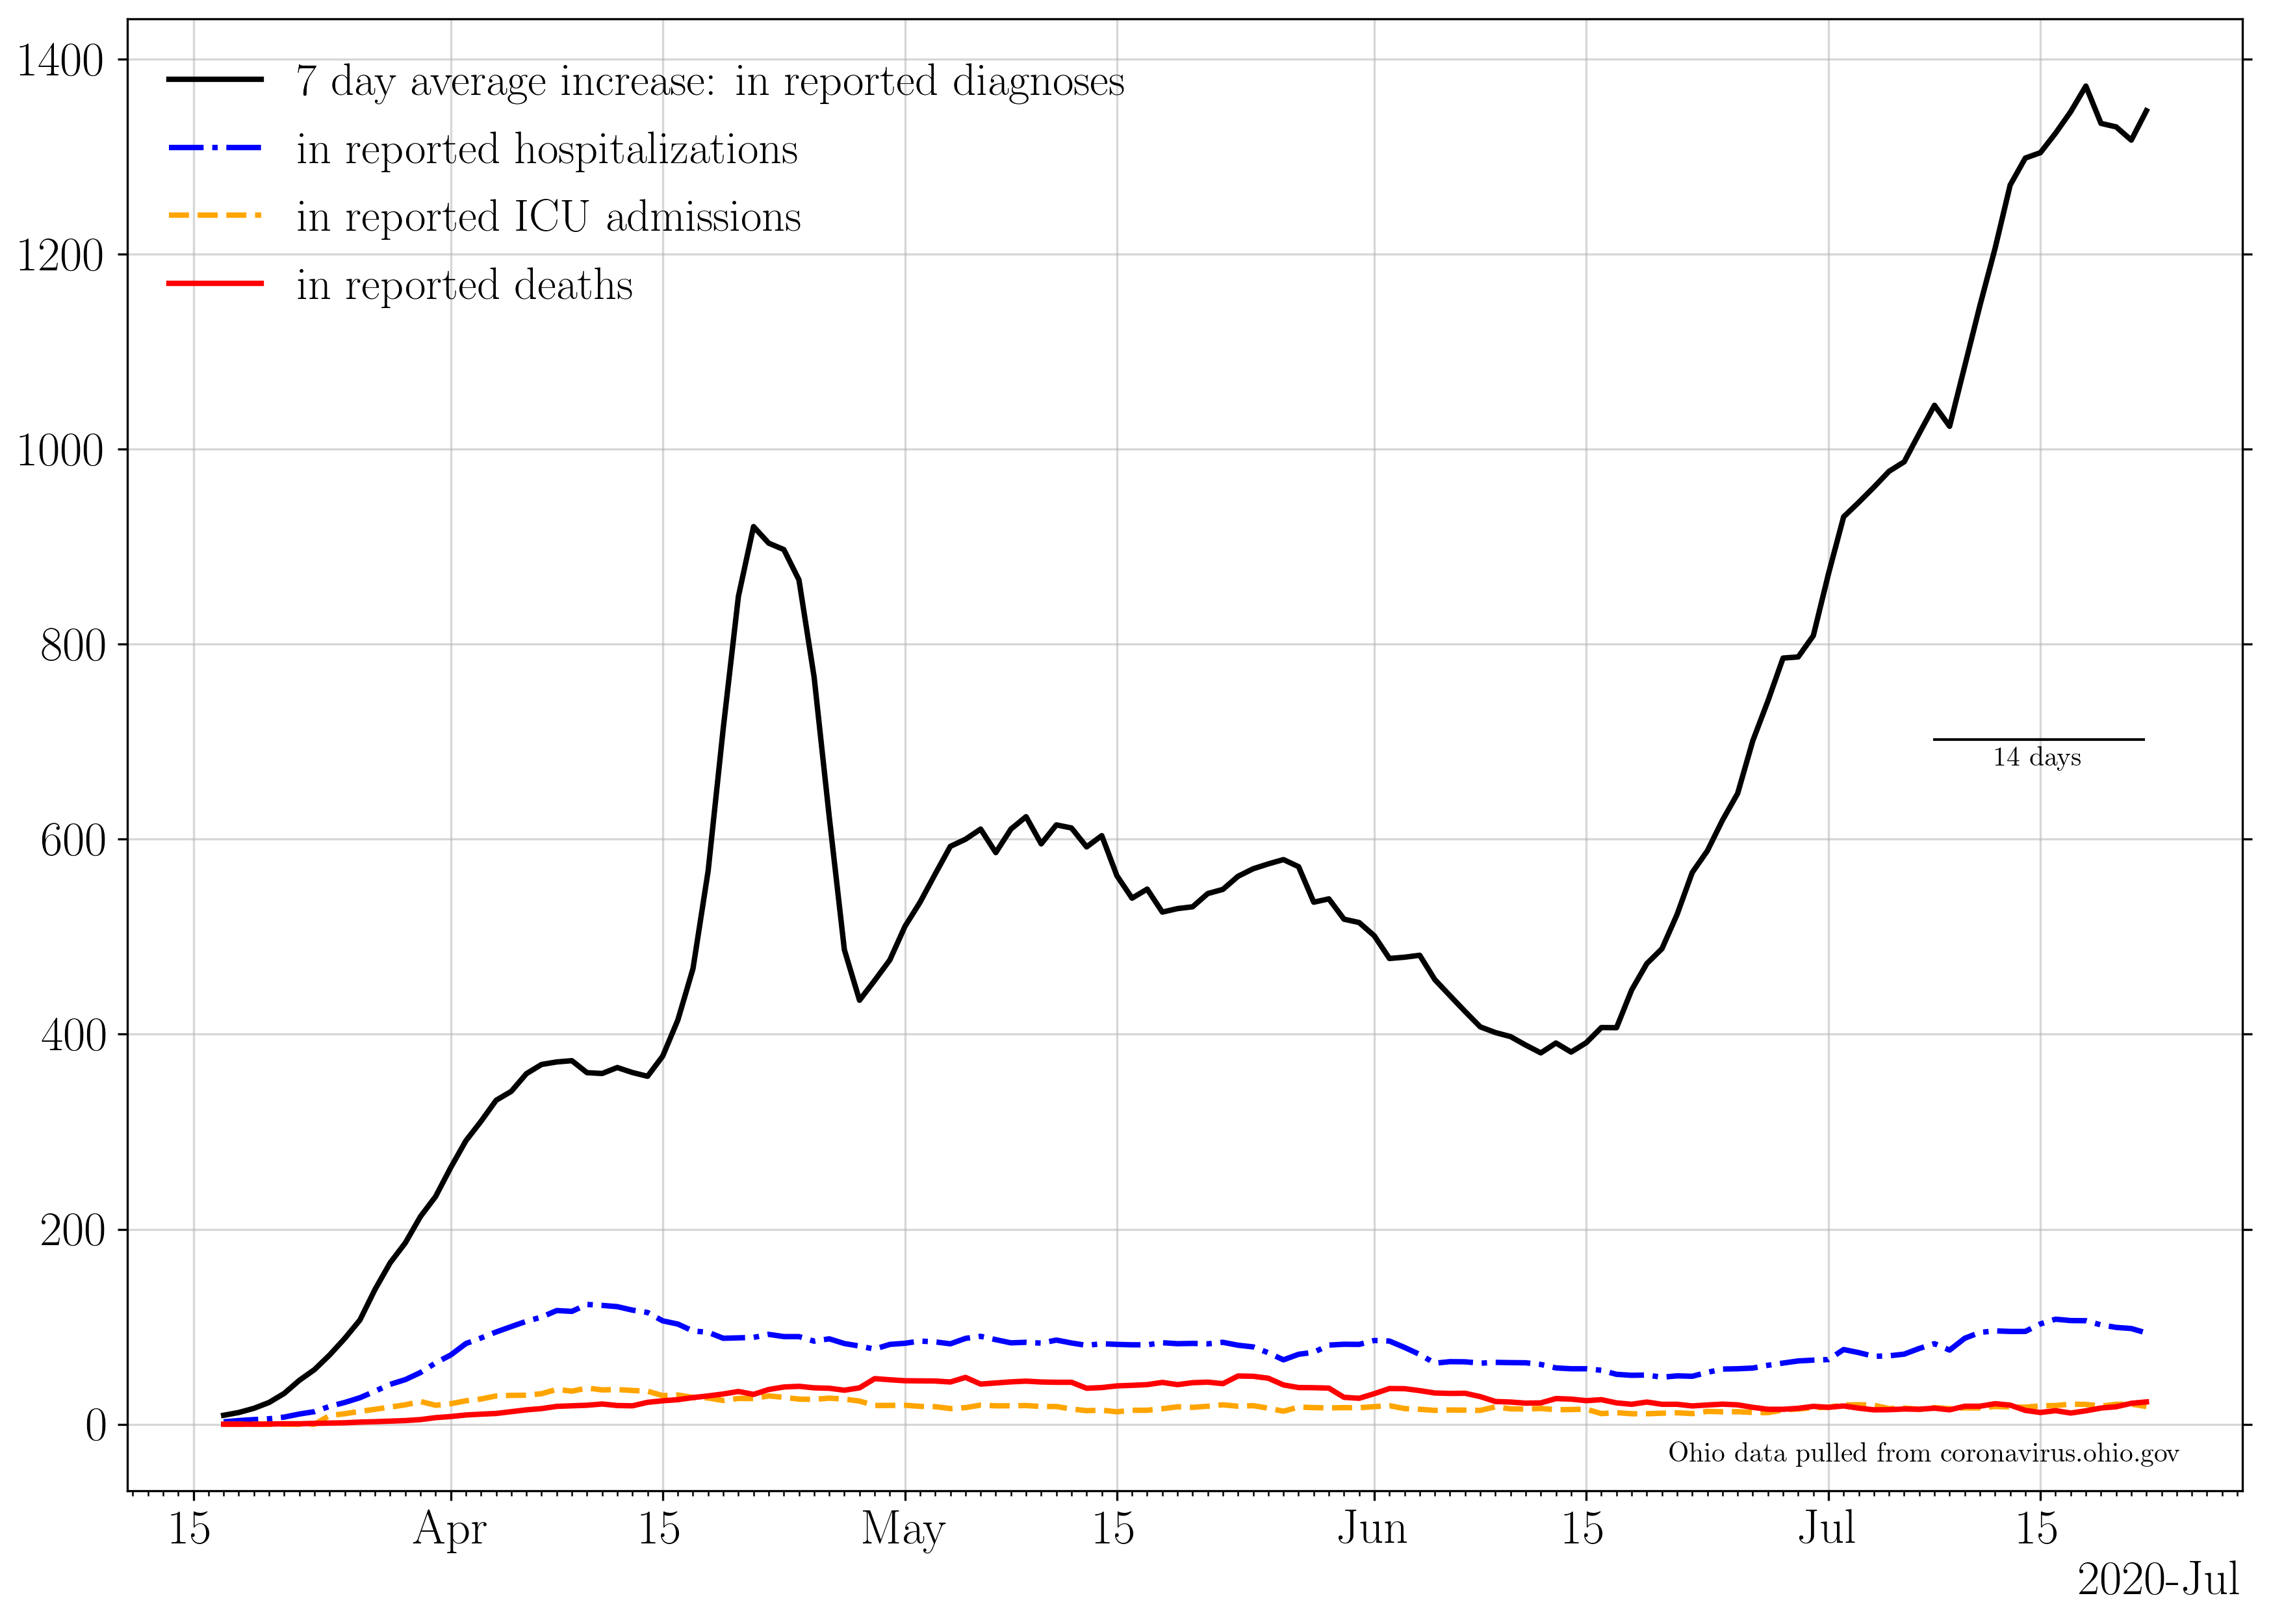 1400
7 day average increase: in reported diagnoses
in reported hospitalizations
in reported ICU admissions
in reported deaths
1200
1000
800
600
400
200
0
14 days
Ohio data pulled from coronavirus.ohio.gov
15 Apr 15 May 15 Jun 15 Jul 15
2020-Jul